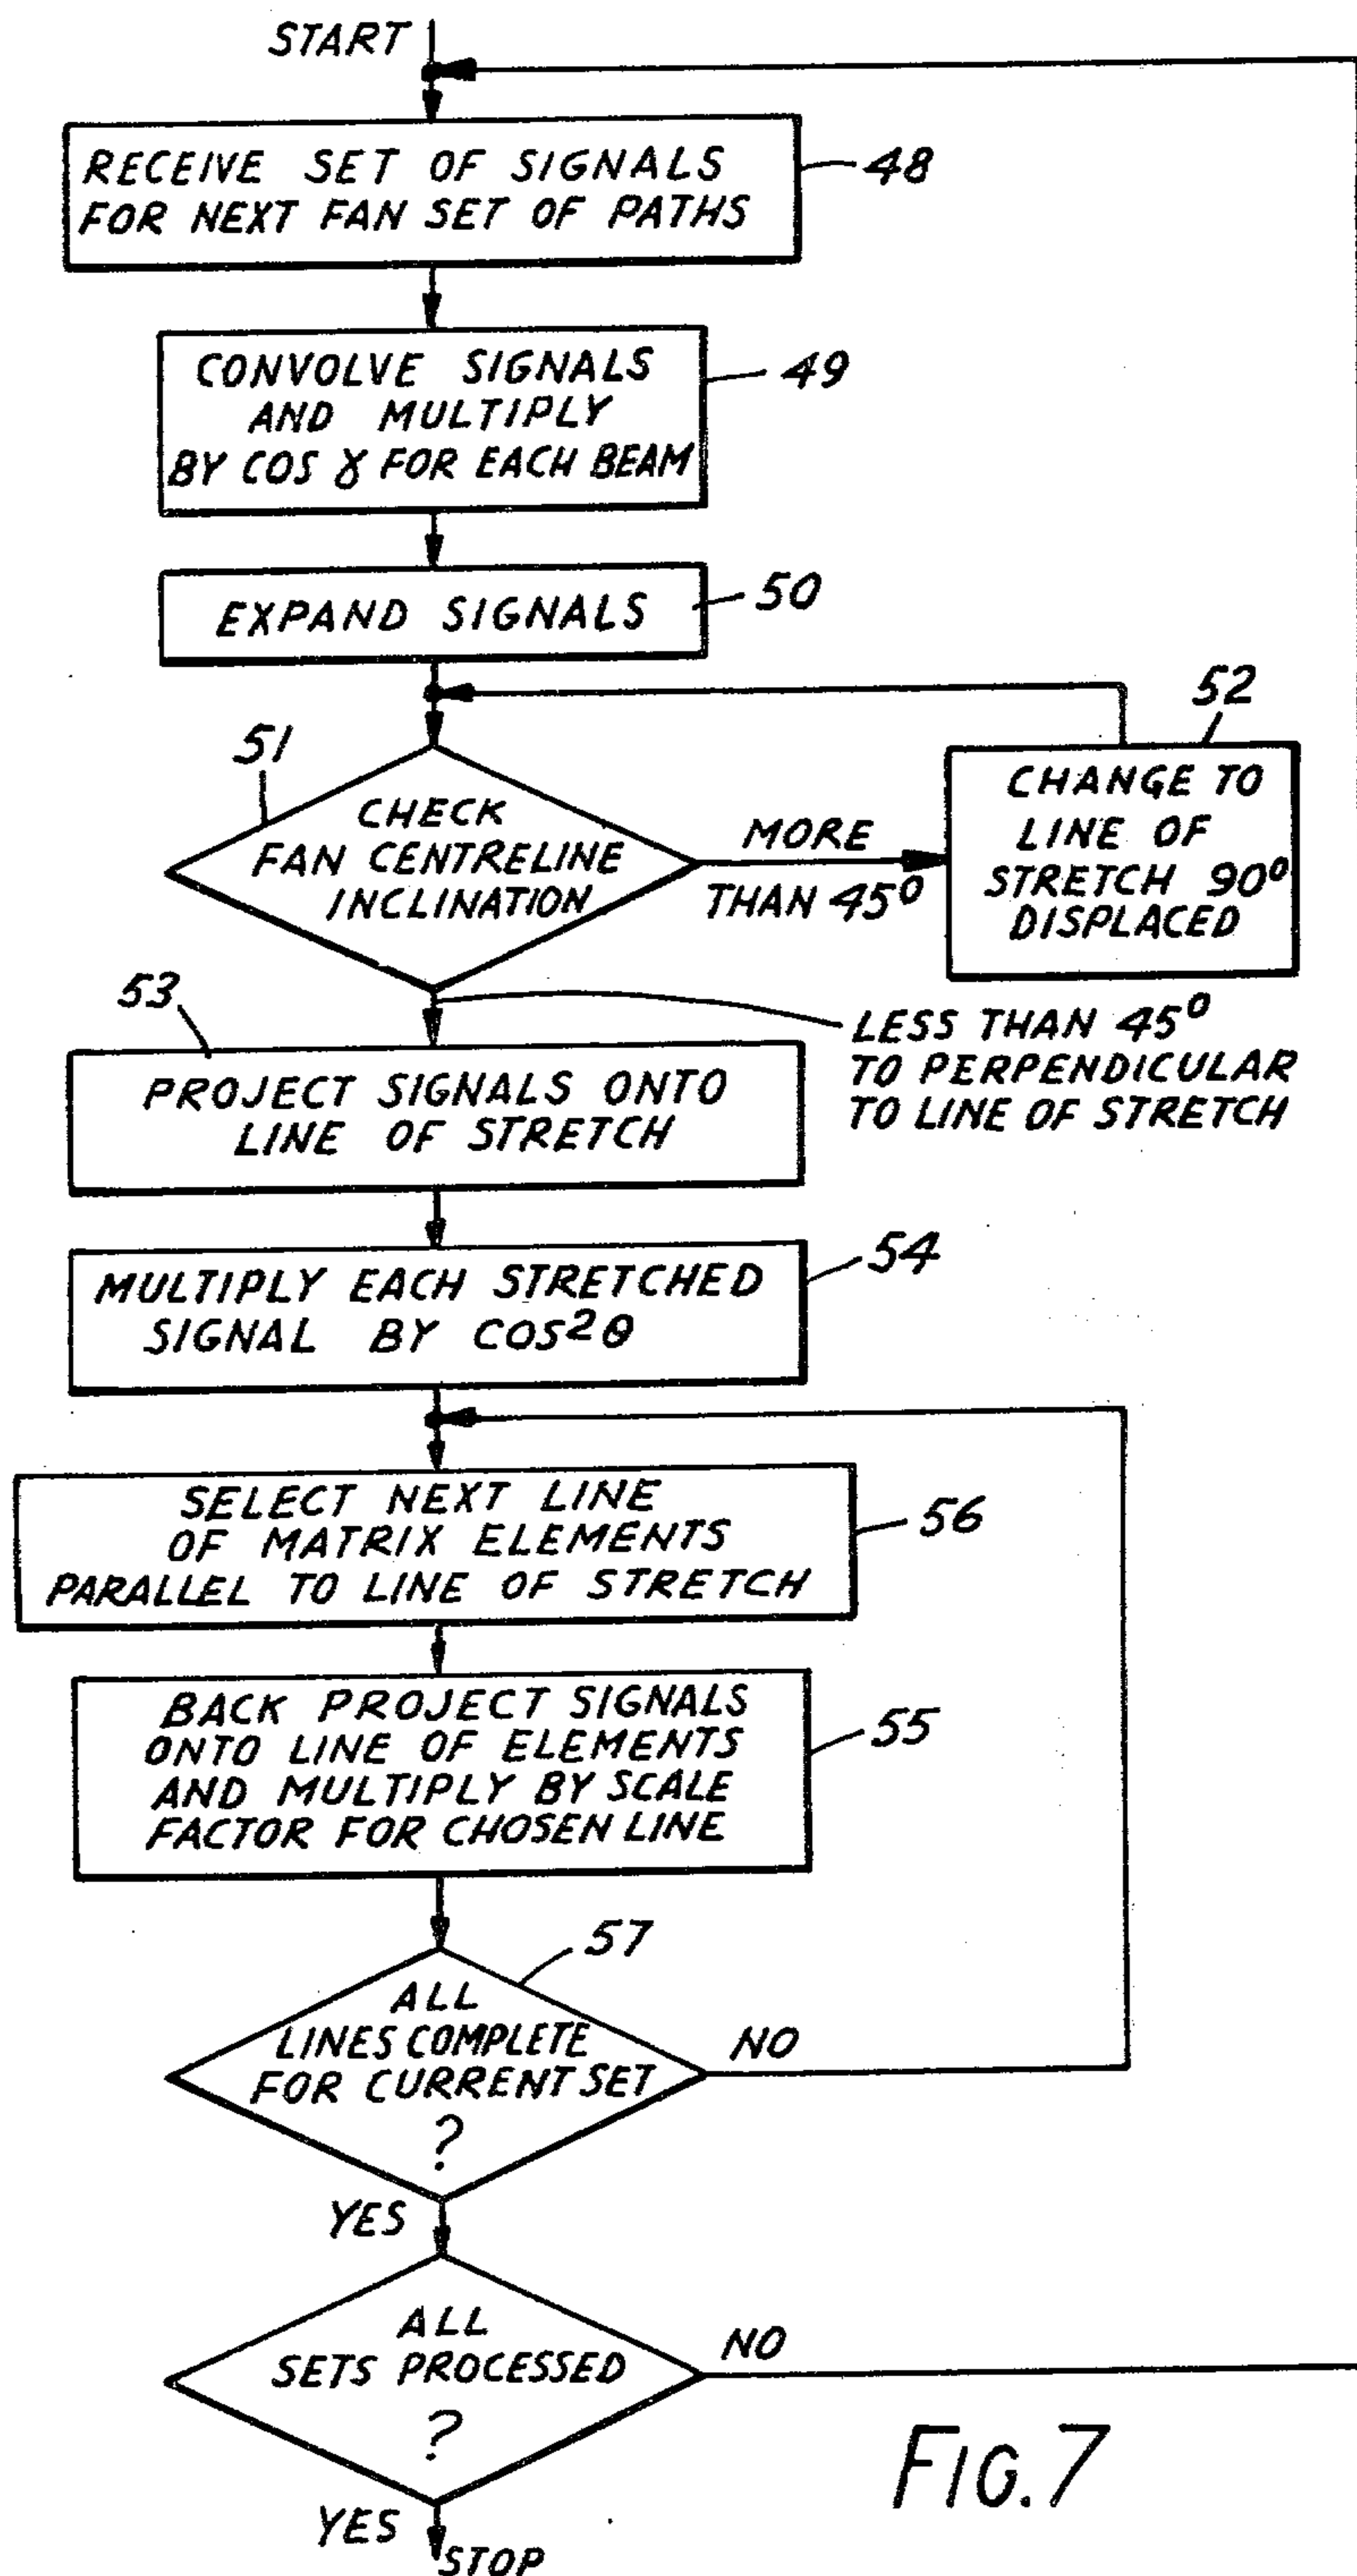 START
RECEIVE SET OF SIGNALS
FOR NEXT FAN SET OF PATHS
48
CONVOLVE SIGNALS
AND MULTIPLY
BY COS γ FOR EACH BEAM
49
EXPAND SIGNALS
50
51
CHECK
FAN CENTRELINE
INCLINATION
MORE
THAN 45°
52
CHANGE TO
LINE OF
STRETCH 90°
DISPLACED
LESS THAN 45°
TO PERPENDICULAR
TO LINE OF STRETCH
53
PROJECT SIGNALS ONTO
LINE OF STRETCH
54
MULTIPLY EACH STRETCHED
SIGNAL BY COS²θ
SELECT NEXT LINE
OF MATRIX ELEMENTS
PARALLEL TO LINE OF STRETCH
56
BACK PROJECT SIGNALS
ONTO LINE OF ELEMENTS
AND MULTIPLY BY SCALE
FACTOR FOR CHOSEN LINE
55
57
ALL
LINES COMPLETE
FOR CURRENT SET
?
NO
YES
ALL
SETS PROCESSED
?
NO
YES
STOP
FIG.7